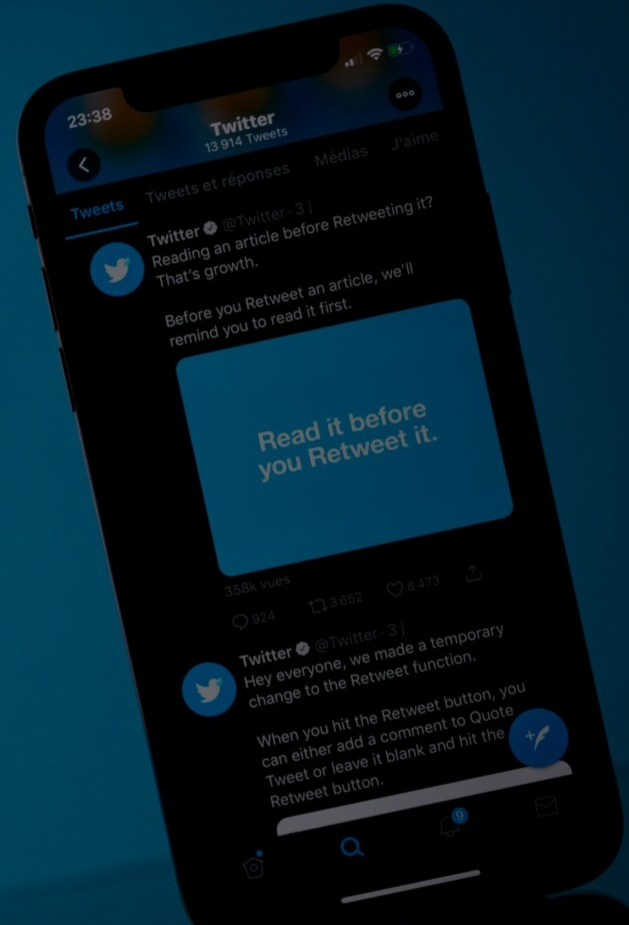 23:38
Twitter
13 914 Tweets
Tweets
Tweets et réponses
Médias
J'aime
Twitter @Twitter · 3 j
Reading an article before Retweeting it?
That's growth.
Before you Retweet an article, we'll
remind you to read it first.
Read it before
you Retweet it.
358k vues
924
3 652
8 473
Twitter @Twitter · 3 j
Hey everyone, we made a temporary
change to the Retweet function.
When you hit the Retweet button, you
can either add a comment to Quote
Tweet or leave it blank and hit the
Retweet button.
9